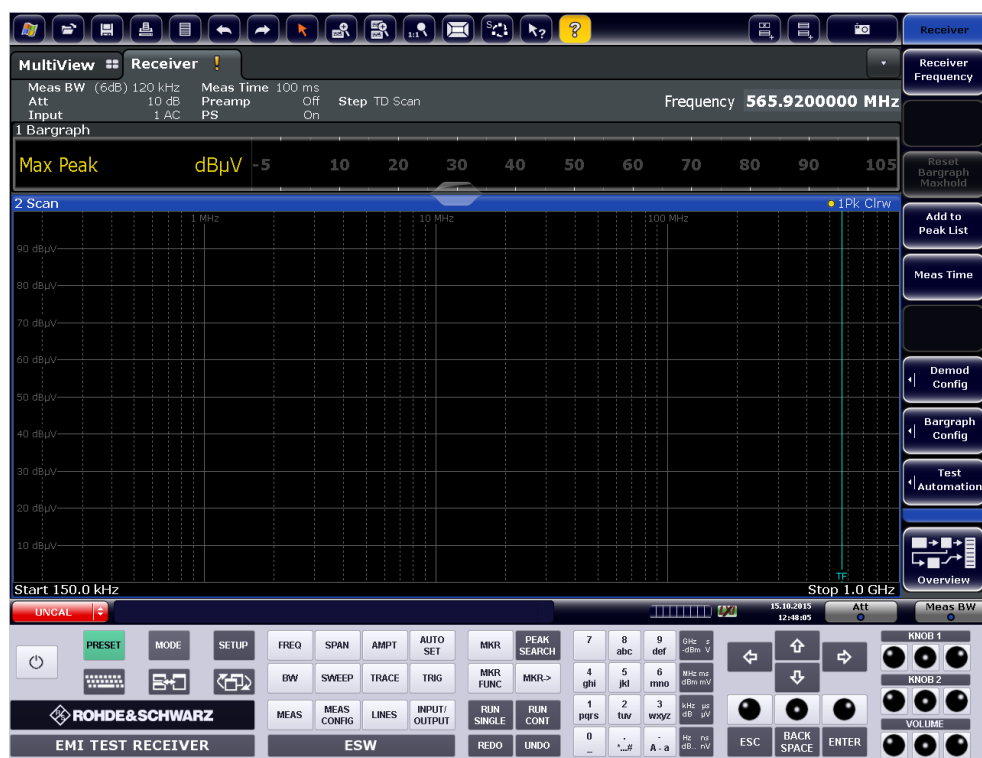 1:1
S
?
?
Receiver
MultiView Receiver !
Receiver Frequency
Meas BW (6dB) 120 kHz Meas Time 100 ms
Att 10 dB Preamp Off Step TD Scan
Input 1 AC PS On
Frequency 565.9200000 MHz
1 Bargraph
Max Peak dBµV -5 10 20 30 40 50 60 70 80 90 105
Reset Bargraph Maxhold
2 Scan 1Pk Clrw
Add to Peak List
1 MHz 10 MHz 100 MHz
90 dBµV
Meas Time
80 dBµV
70 dBµV
60 dBµV
Demod Config
50 dBµV
40 dBµV
Bargraph Config
30 dBµV
Test Automation
20 dBµV
10 dBµV
TF
Overview
Start 150.0 kHz Stop 1.0 GHz
UNCAL 15.10.2015 12:48:05 Att Meas BW
PRESET MODE SETUP FREQ SPAN AMPT AUTO SET MKR PEAK SEARCH 7 8 abc 9 def GHz s -dBm V KNOB 1
BW SWEEP TRACE TRIG MKR FUNC MKR-> 4 ghi 5 jkl 6 mno MHz ms dBm mV KNOB 2
ROHDE&SCHWARZ MEAS MEAS CONFIG LINES INPUT/OUTPUT RUN SINGLE RUN CONT 1 pqrs 2 tuv 3 wxyz kHz µs dB µV VOLUME
EMI TEST RECEIVER ESW REDO UNDO 0 _ . *...# - A - a Hz ns dB.. nV ESC BACK SPACE ENTER